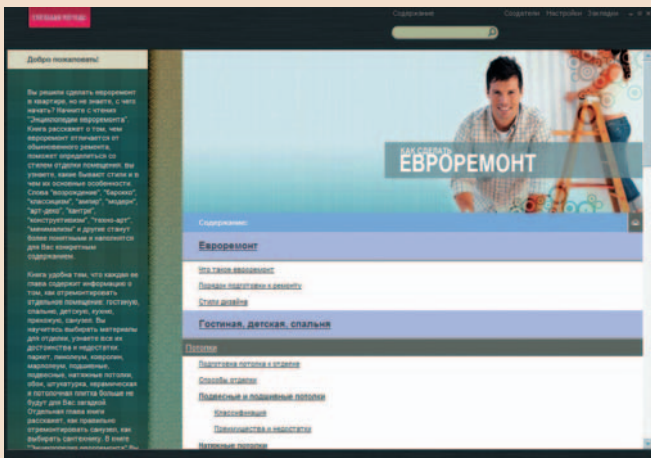 Содержание
Создатели Настройки Закладки
Добро пожаловать!
Вы решили сделать евроремонт
в квартире, но не знаете, с чего
начать? Начните с чтения
"Энциклопедии евроремонта".
Книга расскажет о том, чем
евроремонт отличается от
обыкновенного ремонта,
поможет определиться со
стилем отделки помещения: вы
узнаете, какие бывают стили и в
чем их основные особенности.
Слова "возрождение", "барокко",
"классицизм", "ампир", "модерн",
"арт-деко", "кантри",
"конструктивизм", "техно-арт",
"минимализм" и другие станут
более понятными и наполнятся
для Вас конкретным
содержанием.
Книга удобна тем, что каждая ее
глава содержит информацию о
том, как отремонтировать
отдельное помещение: гостиную,
спальню, детскую, кухню,
прихожую, санузел. Вы
научитесь выбирать материалы
для отделки, узнаете все их
достоинства и недостатки:
паркет, линолеум, ковролин,
мармолеум, подшивные,
подвесные, натяжные потолки,
обои, штукатурка, керамическая
и потолочная плитка больше не
будут для Вас загадкой.
Отдельная глава книги
расскажет, как правильно
отремонтировать санузел, как
выбирать сантехнику. В книге
"Энциклопедия евроремонта" Вы
КАК СДЕЛАТЬ
ЕВРОРЕМОНТ
Содержание:
Евроремонт
Что такое евроремонт
Порядок подготовки к ремонту
Стили дизайна
Гостиная, детская, спальня
Потолки
Подготовка потолка к отделке
Способы отделки
Подвесные и подшивные потолки
Классификация
Преимущества и недостатки
Натяжные потолки